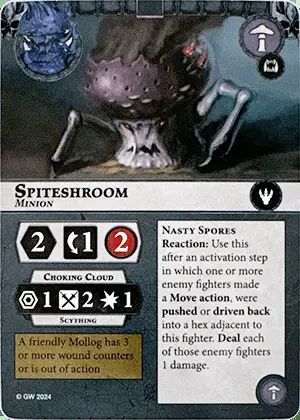 SPITESHROOM
MINION
2 1 2
CHOKING CLOUD
1 2 1
SCYTHING
A friendly Mollog has 3
or more wound counters
or is out of action
NASTY SPORES
Reaction: Use this
after an activation step
in which one or more
enemy fighters made
a Move action, were
pushed or driven back
into a hex adjacent to
this fighter. Deal each
of those enemy fighters
1 damage.
© GW 2024